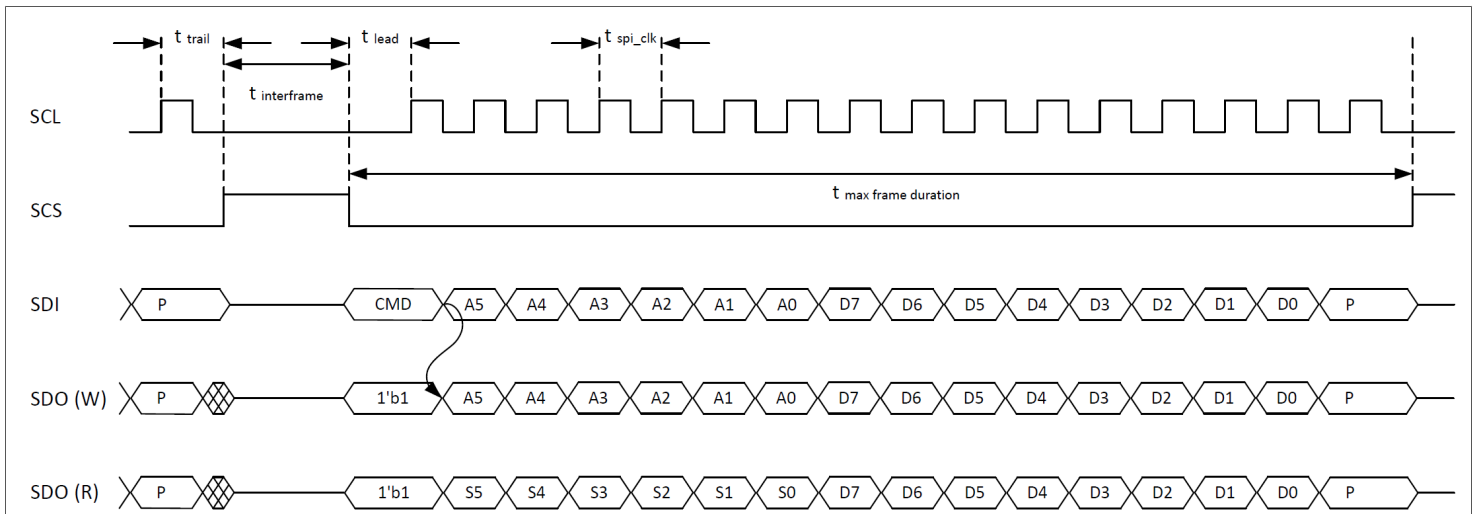 t trail t lead t spi_clk
t interframe
SCL
t max frame duration
SCS
SDI P CMD A5 A4 A3 A2 A1 A0 D7 D6 D5 D4 D3 D2 D1 D0 P
SDO (W) P 1'b1 A5 A4 A3 A2 A1 A0 D7 D6 D5 D4 D3 D2 D1 D0 P
SDO (R) P 1'b1 S5 S4 S3 S2 S1 S0 D7 D6 D5 D4 D3 D2 D1 D0 P